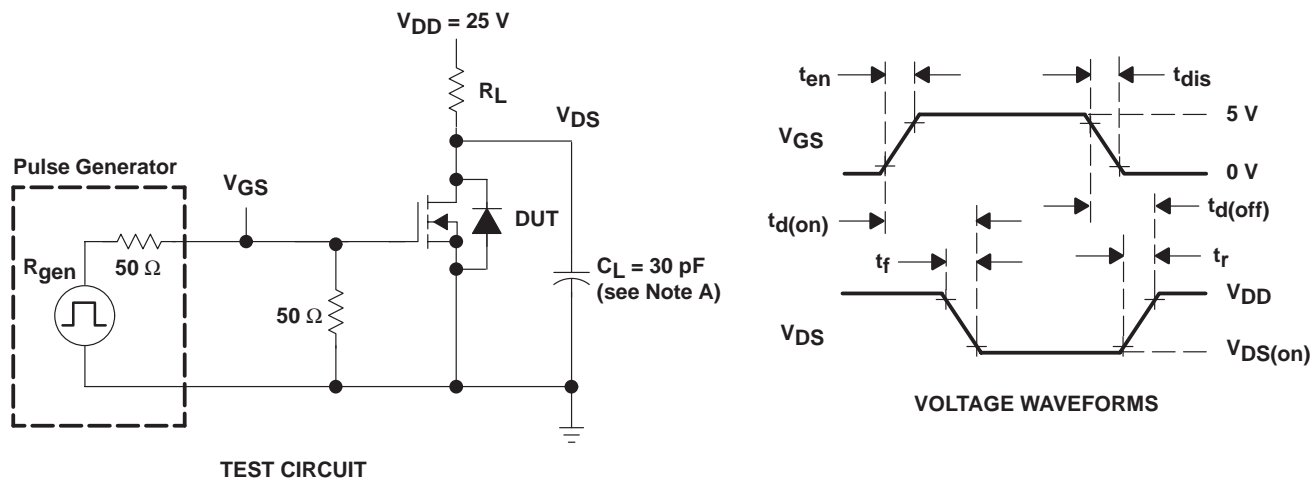 VDD = 25 V
RL
VDS
Pulse Generator
VGS
Rgen
50 Ω
50 Ω
DUT
CL = 30 pF
(see Note A)
TEST CIRCUIT
ten
tdis
5 V
VGS
0 V
td(on)
td(off)
tf
tr
VDD
VDS
VDS(on)
VOLTAGE WAVEFORMS